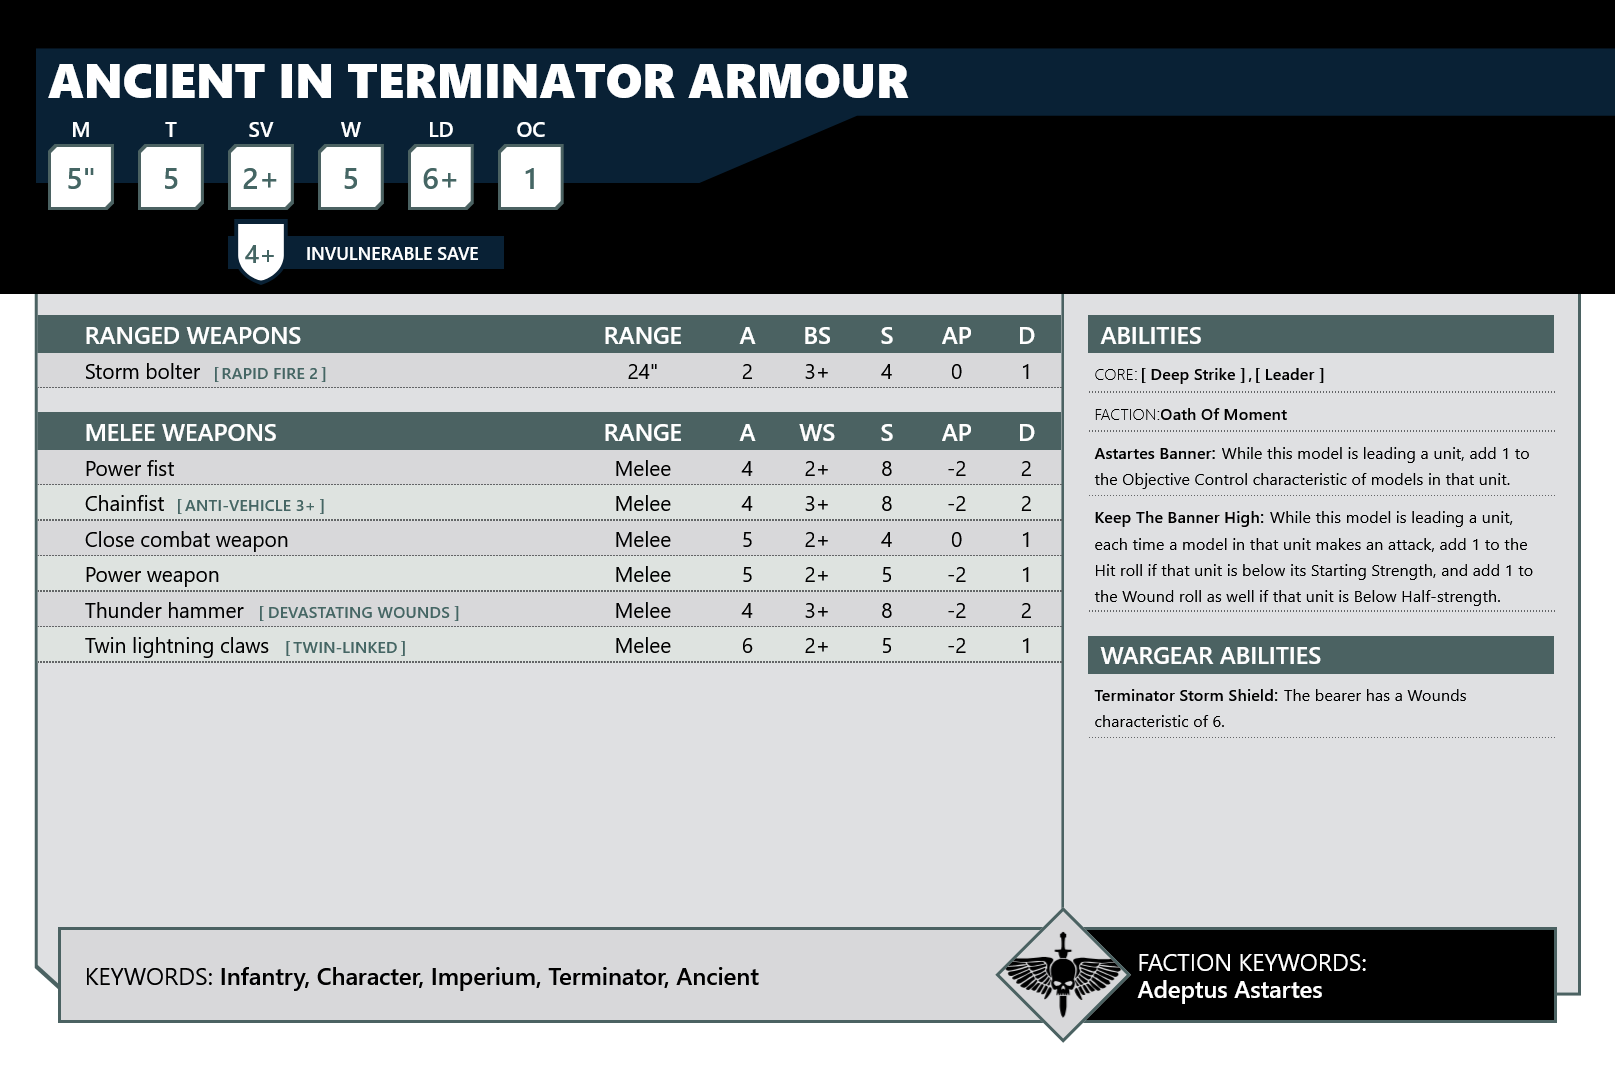 ANCIENT IN TERMINATOR ARMOUR
M T SV W LD OC
5" 5 2+ 5 6+ 1
4+ INVULNERABLE SAVE
RANGED WEAPONS RANGE A BS S AP D
Storm bolter [ RAPID FIRE 2 ] 24" 2 3+ 4 0 1
MELEE WEAPONS RANGE A WS S AP D
Power fist Melee 4 2+ 8 -2 2
Chainfist [ ANTI-VEHICLE 3+ ] Melee 4 3+ 8 -2 2
Close combat weapon Melee 5 2+ 4 0 1
Power weapon Melee 5 2+ 5 -2 1
Thunder hammer [ DEVASTATING WOUNDS ] Melee 4 3+ 8 -2 2
Twin lightning claws [ TWIN-LINKED ] Melee 6 2+ 5 -2 1
ABILITIES
CORE: [ Deep Strike ] , [ Leader ]
FACTION:Oath Of Moment
Astartes Banner: While this model is leading a unit, add 1 to
the Objective Control characteristic of models in that unit.
Keep The Banner High: While this model is leading a unit,
each time a model in that unit makes an attack, add 1 to the
Hit roll if that unit is below its Starting Strength, and add 1 to
the Wound roll as well if that unit is Below Half-strength.
WARGEAR ABILITIES
Terminator Storm Shield: The bearer has a Wounds
characteristic of 6.
KEYWORDS: Infantry, Character, Imperium, Terminator, Ancient
FACTION KEYWORDS:
Adeptus Astartes